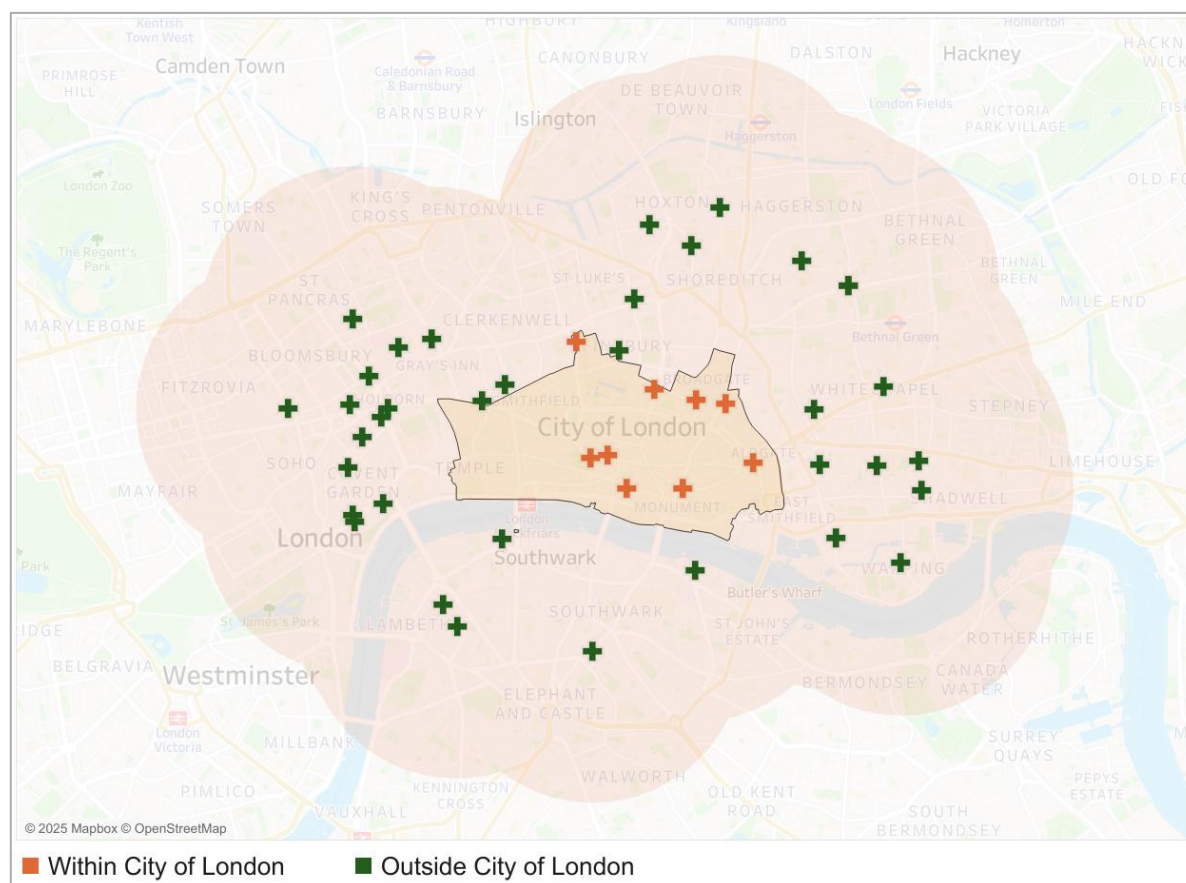 HIGHBURY
Kingsland
Homerton
Kentish
Town West
CANONBURY
DALSTON
Hackney
HACKN
WICK
Camden Town
Caledonian Road
& Barnsbury
PRIMROSE
HILL
DE BEAUVOIR
TOWN
London Fields
BARNSBURY
Islington
VICTORIA
PARK VILLAGE
Haggerston
London Zoo
OLD FO
SOMERS
TOWN
KING'S
CROSS
PENTONVILLE
HOXTON
HAGGERSTON
BETHNAL
GREEN
The Regent's
Park
ST
PANCRAS
ST LUKE'S
SHOREDITCH
BETHNAL
GREEN
MILE END
MARYLEBONE
CLERKENWELL
Bethnal Green
BLOOMSBURY
GRAY'S INN
FITZROVIA
BROADGATE
STEPNEY
SMITHFIELD
City of London
SOHO
COVENT
GARDEN
TEMPLE
LIMEHOUSE
MAYFAIR
MONUMENT
EAST
SMITHFIELD
London
London
Southwark
Butler's Wharf
St James's Park
LAMBETH
SOUTHWARK
ST JOHN'S
ESTATE
ROTHERHITHE
BELGRAVIA
Westminster
BERMONDSEY
CANADA
WATER
ELEPHANT
AND CASTLE
London
Victoria
MILLBANK
SURREY
QUAYS
WALWORTH
PIMLICO
KENNINGTON
CROSS
OLD KENT
ROAD
PEPYS
ESTATE
VAUXHALL
SOUTH
BERMONDSEY
© 2025 Mapbox © OpenStreetMap
Within City of London
Outside City of London